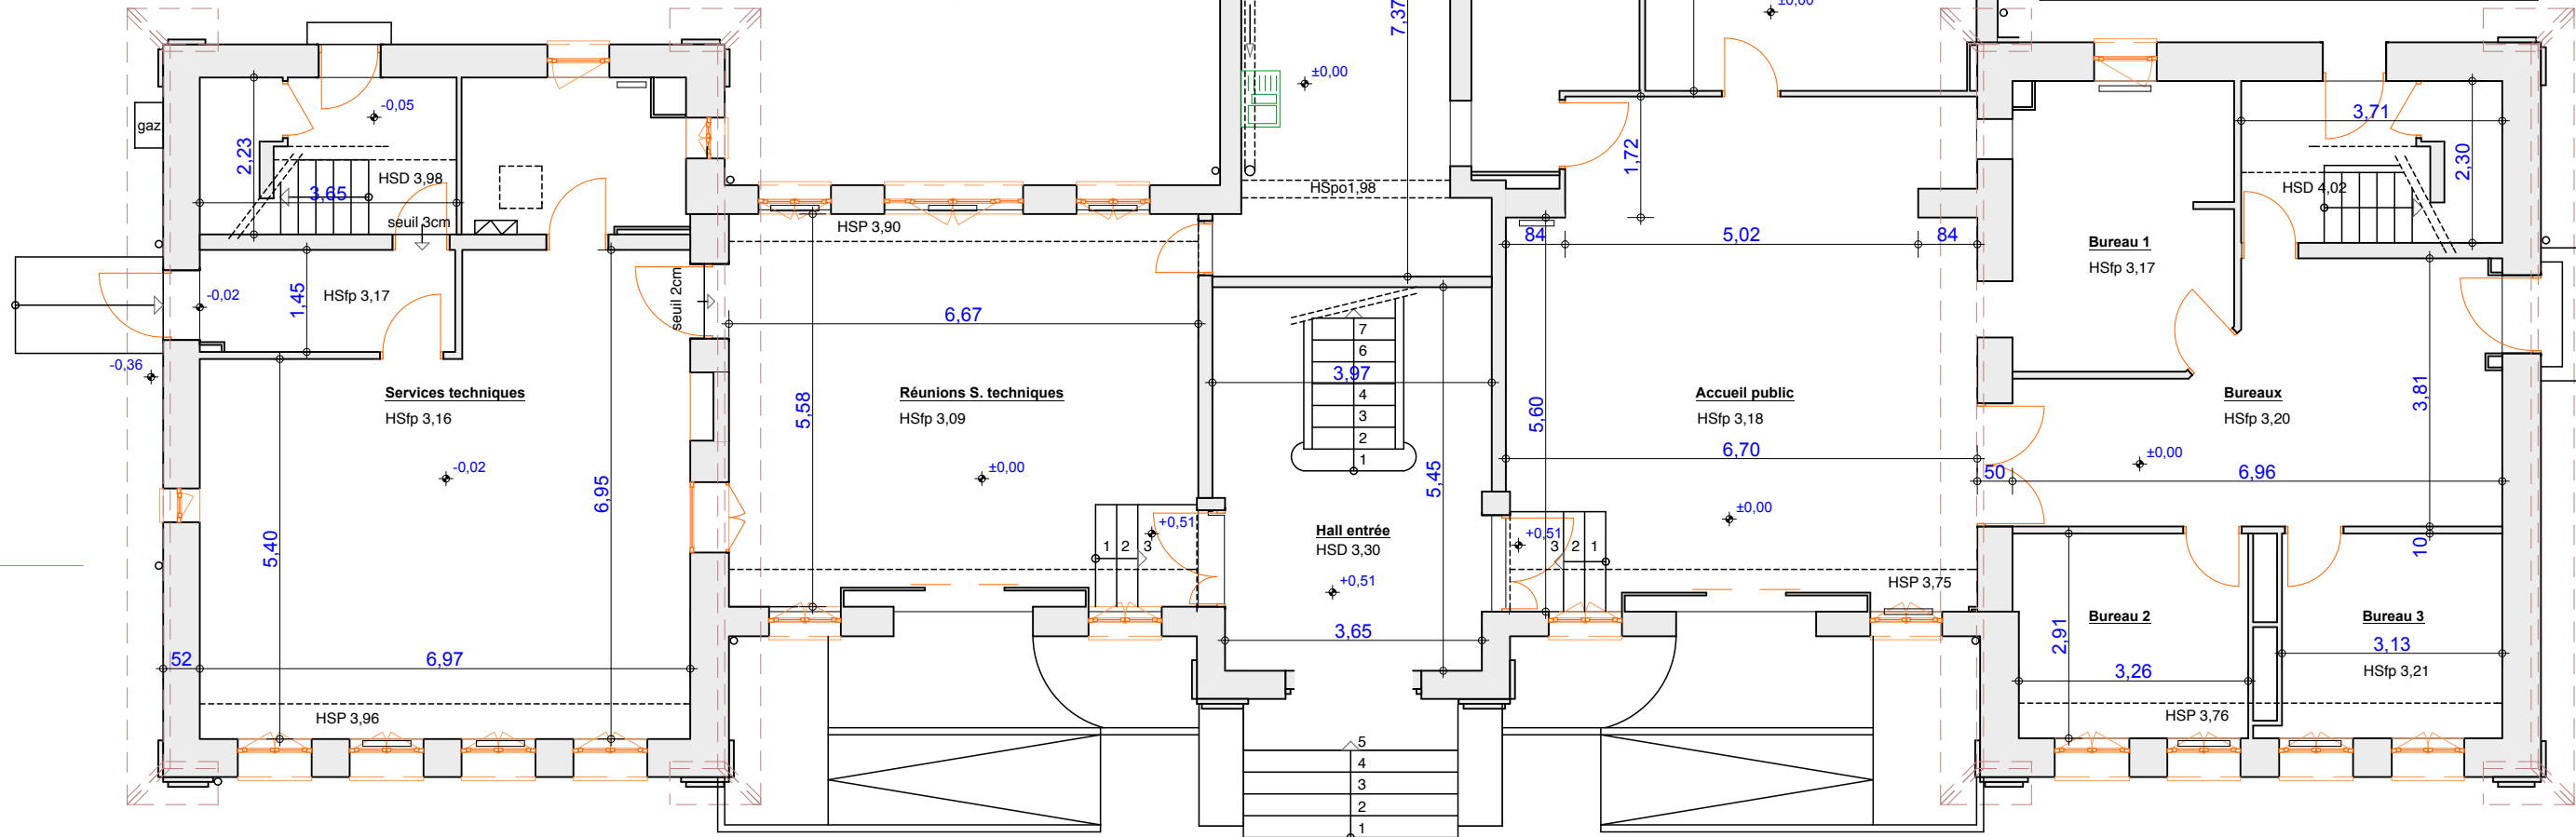 7,37
±0,00
±0,00
gaz
-0,05
2,23
3,65
HSD 3,98
seuil 3cm
-0,02
1,45
HSfp 3,17
-0,36
Services techniques
HSfp 3,16
-0,02
5,40
6,95
52
6,97
HSP 3,96
seuil 2cm
HSP 3,90
6,67
5,58
Réunions S. techniques
HSfp 3,09
±0,00
+0,51
1 2 3
HSpo1,98
7
6
3,97
4
3
2
1
5,45
Hall entrée
HSD 3,30
+0,51
3,65
5
4
3
2
1
1,72
84
5,02
84
5,60
Accueil public
HSfp 3,18
6,70
±0,00
+0,51
3 2 1
HSP 3,75
Bureau 1
HSfp 3,17
3,71
2,30
HSD 4,02
3,81
Bureaux
HSfp 3,20
±0,00
50
6,96
10
Bureau 2
2,91
3,26
HSP 3,76
Bureau 3
3,13
HSfp 3,21